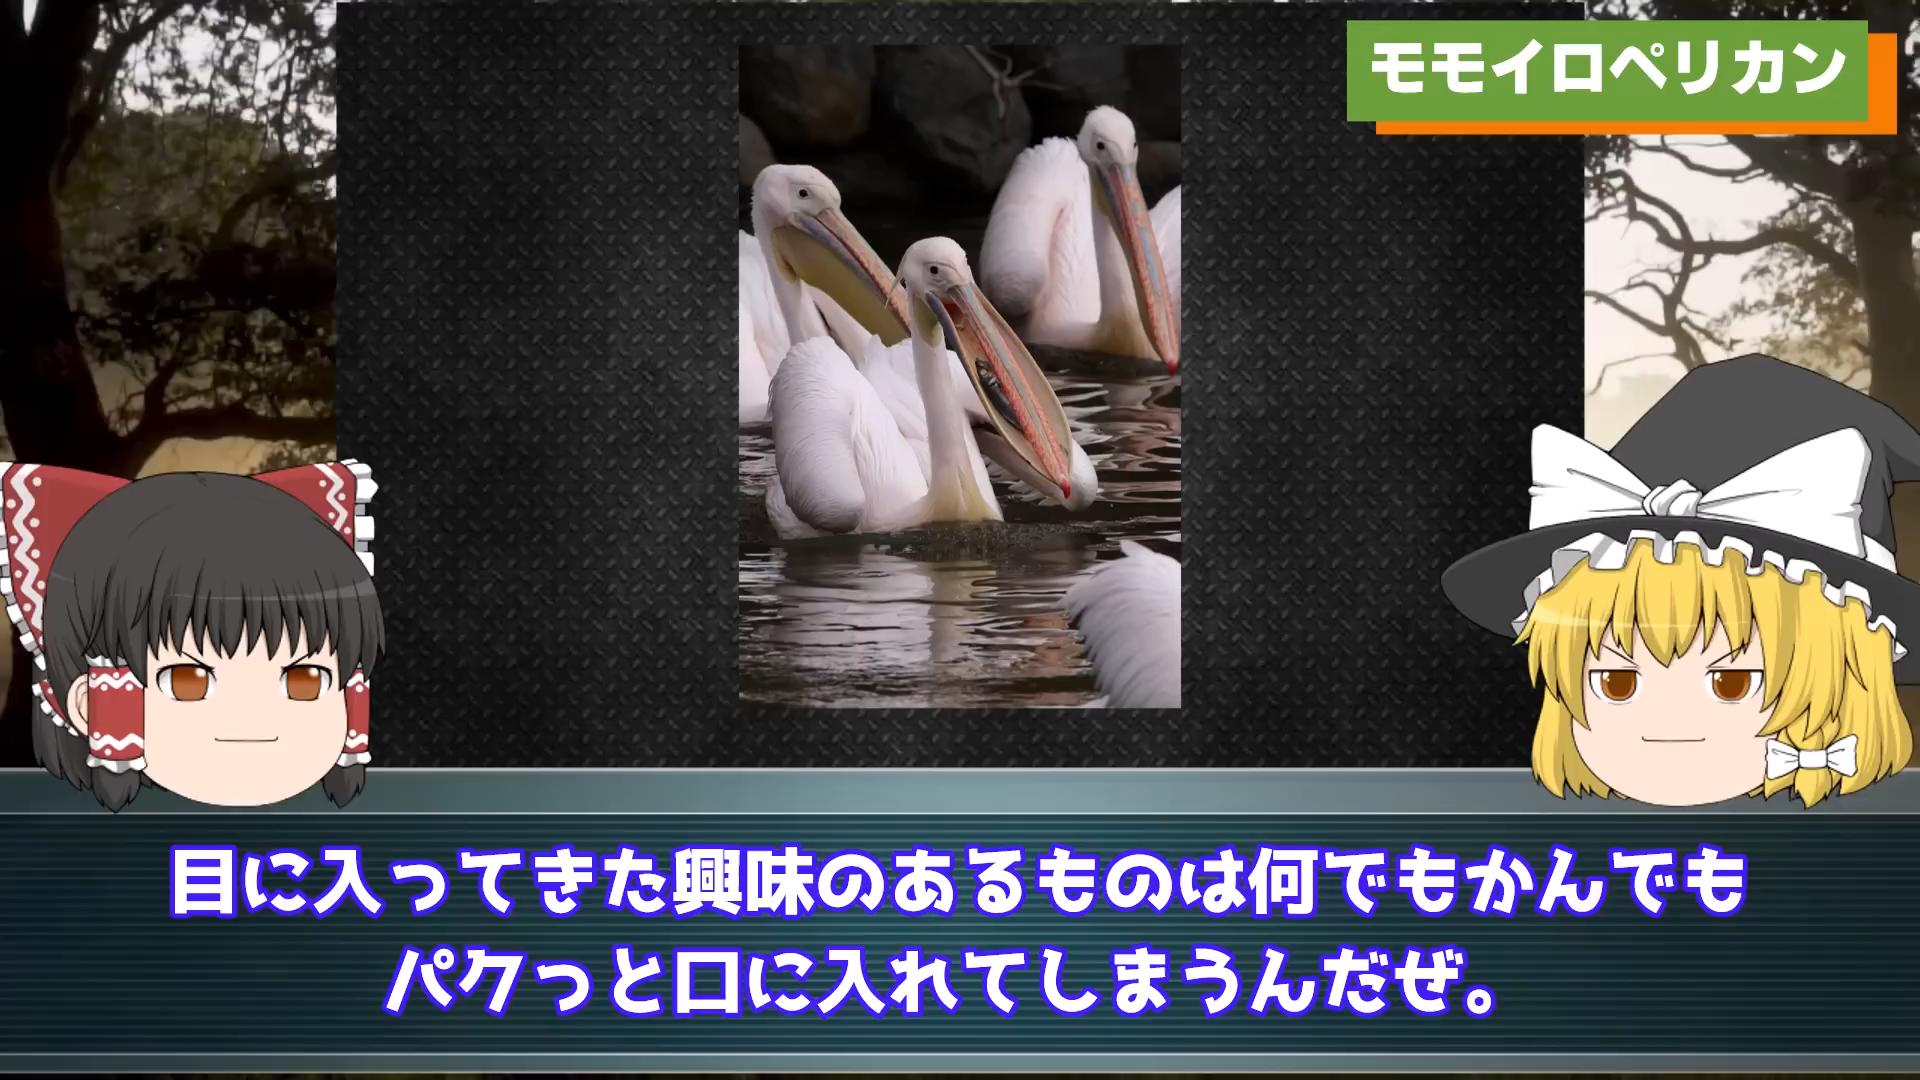 モモイロペリカン
目に入ってきた興味のあるものは何でもかんでも
パクっと口に入れてしまうんだぜ。